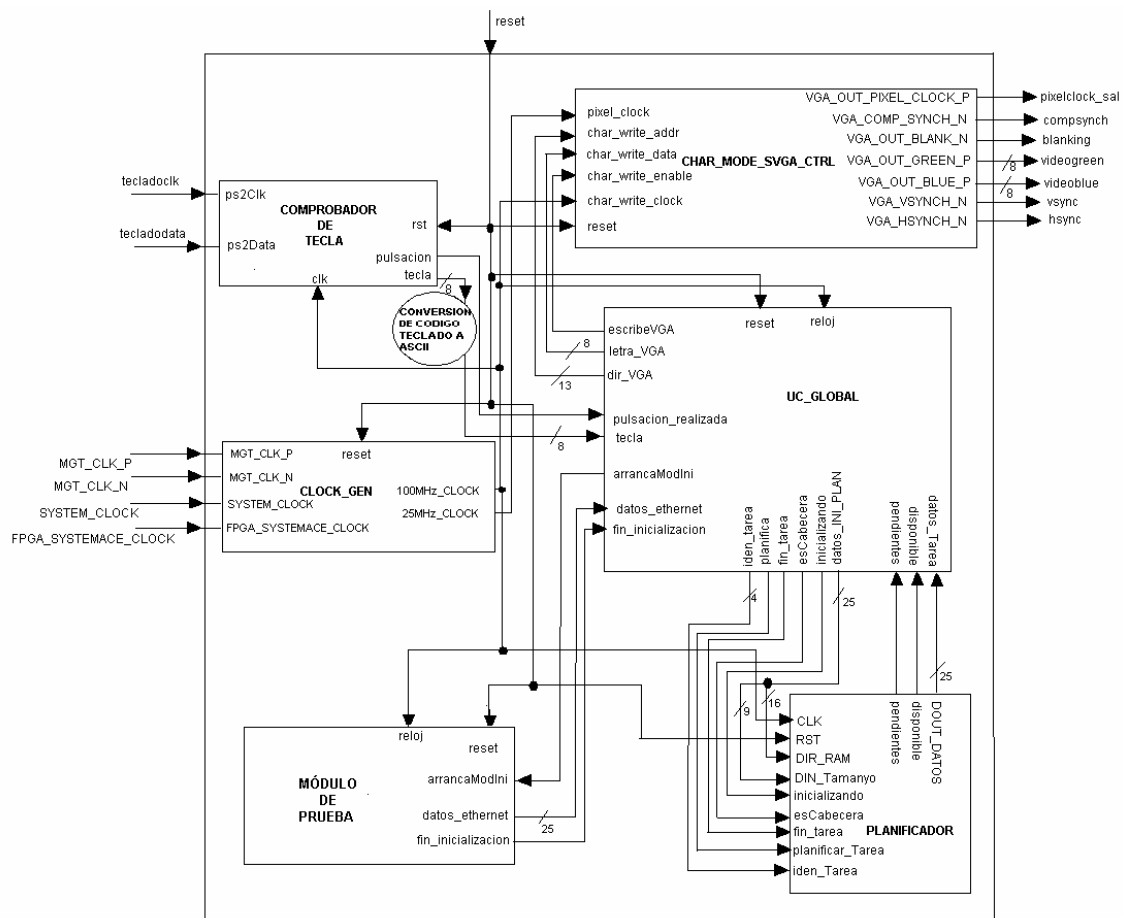 reset
pixel_clock
char_write_addr
char_write_data
char_write_enable
char_write_clock
reset
CHAR_MODE_SVGA_CTRL
VGA_OUT_PIXEL_CLOCK_P
VGA_COMP_SYNCH_N
VGA_OUT_BLANK_N
VGA_OUT_GREEN_P
VGA_OUT_BLUE_P
VGA_VSYNCH_N
VGA_HSYNCH_N
pixelclock_sal
compsynch
blanking
8
videogreen
8
videoblue
vsync
hsync
tecladoclk
tecladodata
ps2Clk
ps2Data
COMPROBADOR
DE
TECLA
rst
pulsacion
tecla
clk
8
CONVERSION
DE CODIGO
TECLADO A
ASCII
reset
reloj
escribeVGA
letra_VGA
8
dir_VGA
13
UC_GLOBAL
pulsacion_realizada
tecla
8
arrancaModIni
datos_ethernet
fin_inicializacion
iden_tarea
planifica
fin_tarea
esCabecera
inicializando
datos_INI_PLAN
pendientes
disponible
datos_Tarea
MGT_CLK_P
MGT_CLK_N
SYSTEM_CLOCK
FPGA_SYSTEMACE_CLOCK
reset
MGT_CLK_P
MGT_CLK_N
SYSTEM_CLOCK
FPGA_SYSTEMACE_CLOCK
CLOCK_GEN
100MHz_CLOCK
25MHz_CLOCK
4
25
25
9
16
reloj
reset
MÓDULO
DE
PRUEBA
arrancaModIni
datos_ethernet
25
fin_inicializacion
pendientes
disponible
DOUT_DATOS
CLK
RST
DIR_RAM
DIN_Tamanyo
inicializando
esCabecera
PLANIFICADOR
fin_tarea
planificar_Tarea
iden_Tarea